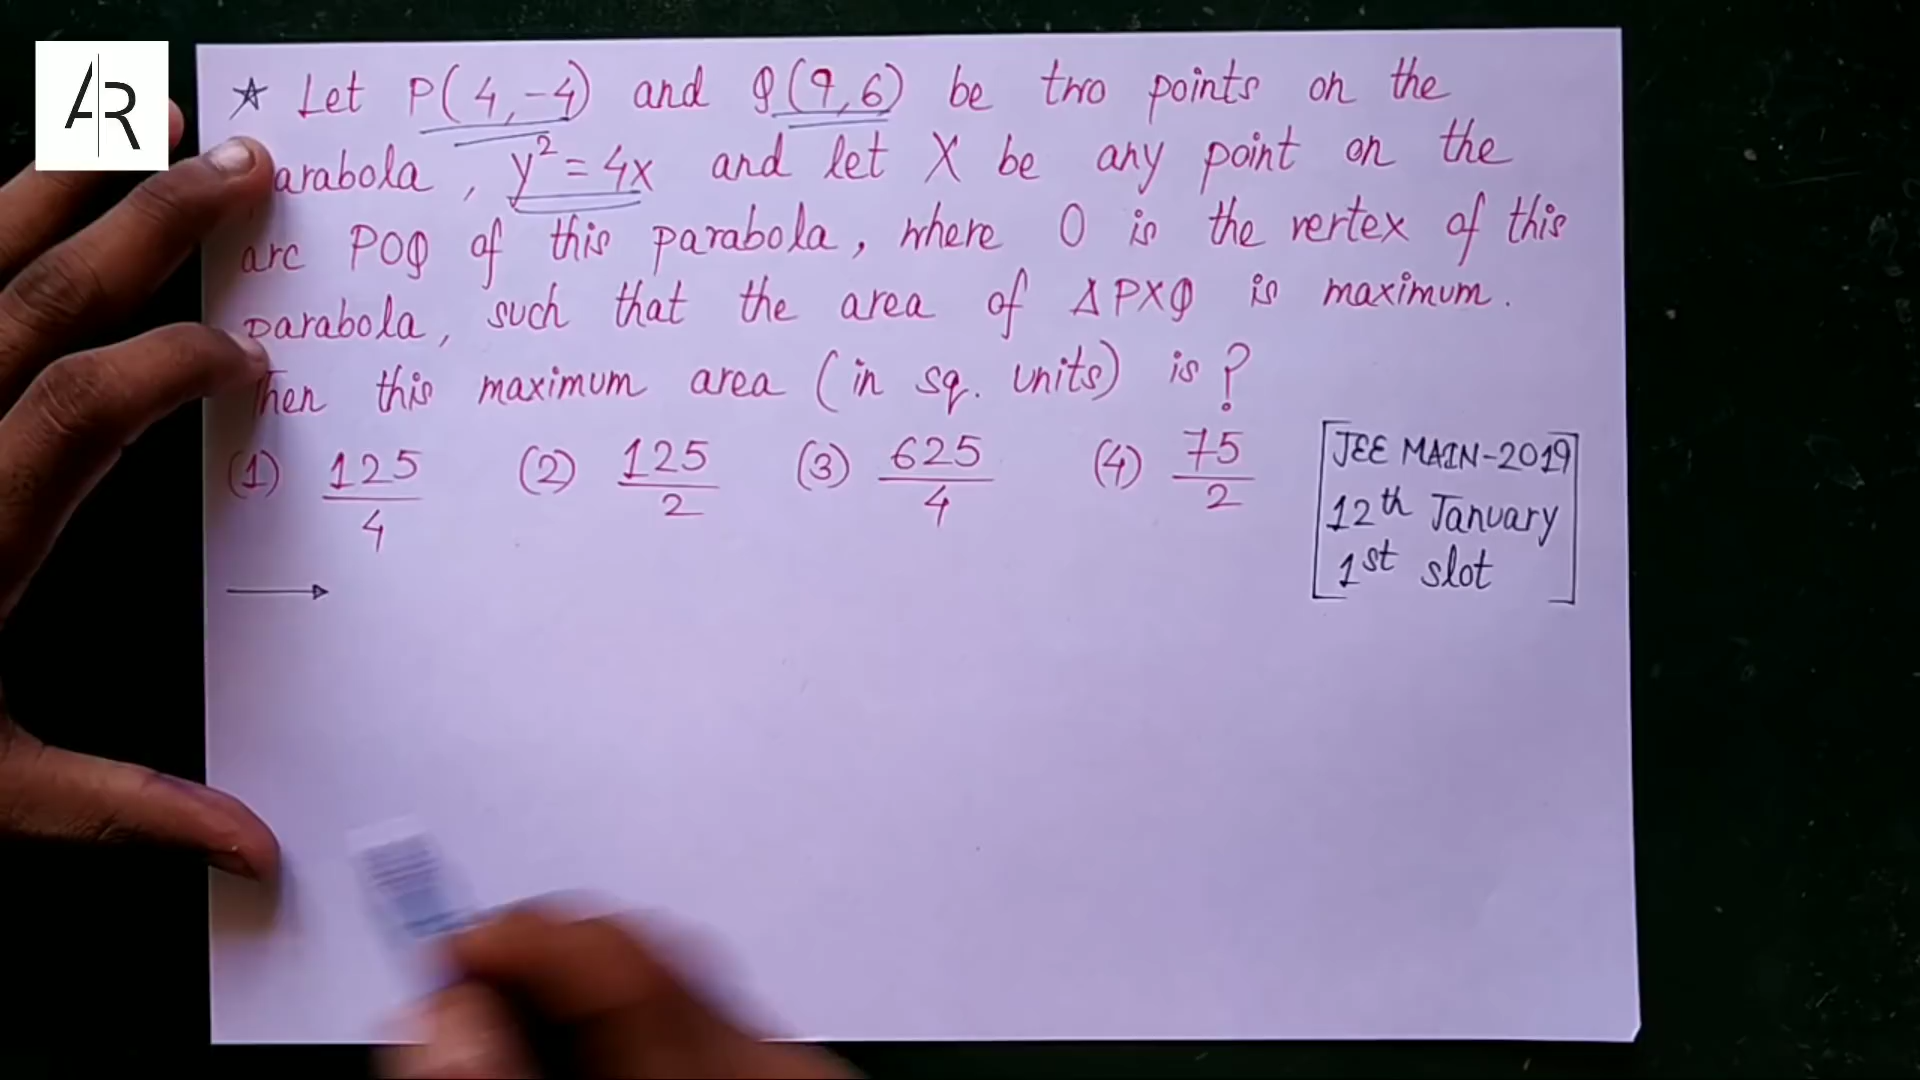 AR
☆ Let P(4,-4) and Q(9,6) be two points on the
arabola, y² = 4x and let X be any point on the
arc POQ of this parabola, where O is the vertex of this
parabola, such that the area of ΔPXQ is maximum.
Then this maximum area (in sq. units) is?
(1) 125/4 (2) 125/2 (3) 625/4 (4) 75/2
[JEE MAIN-2019
12th January
1st slot]